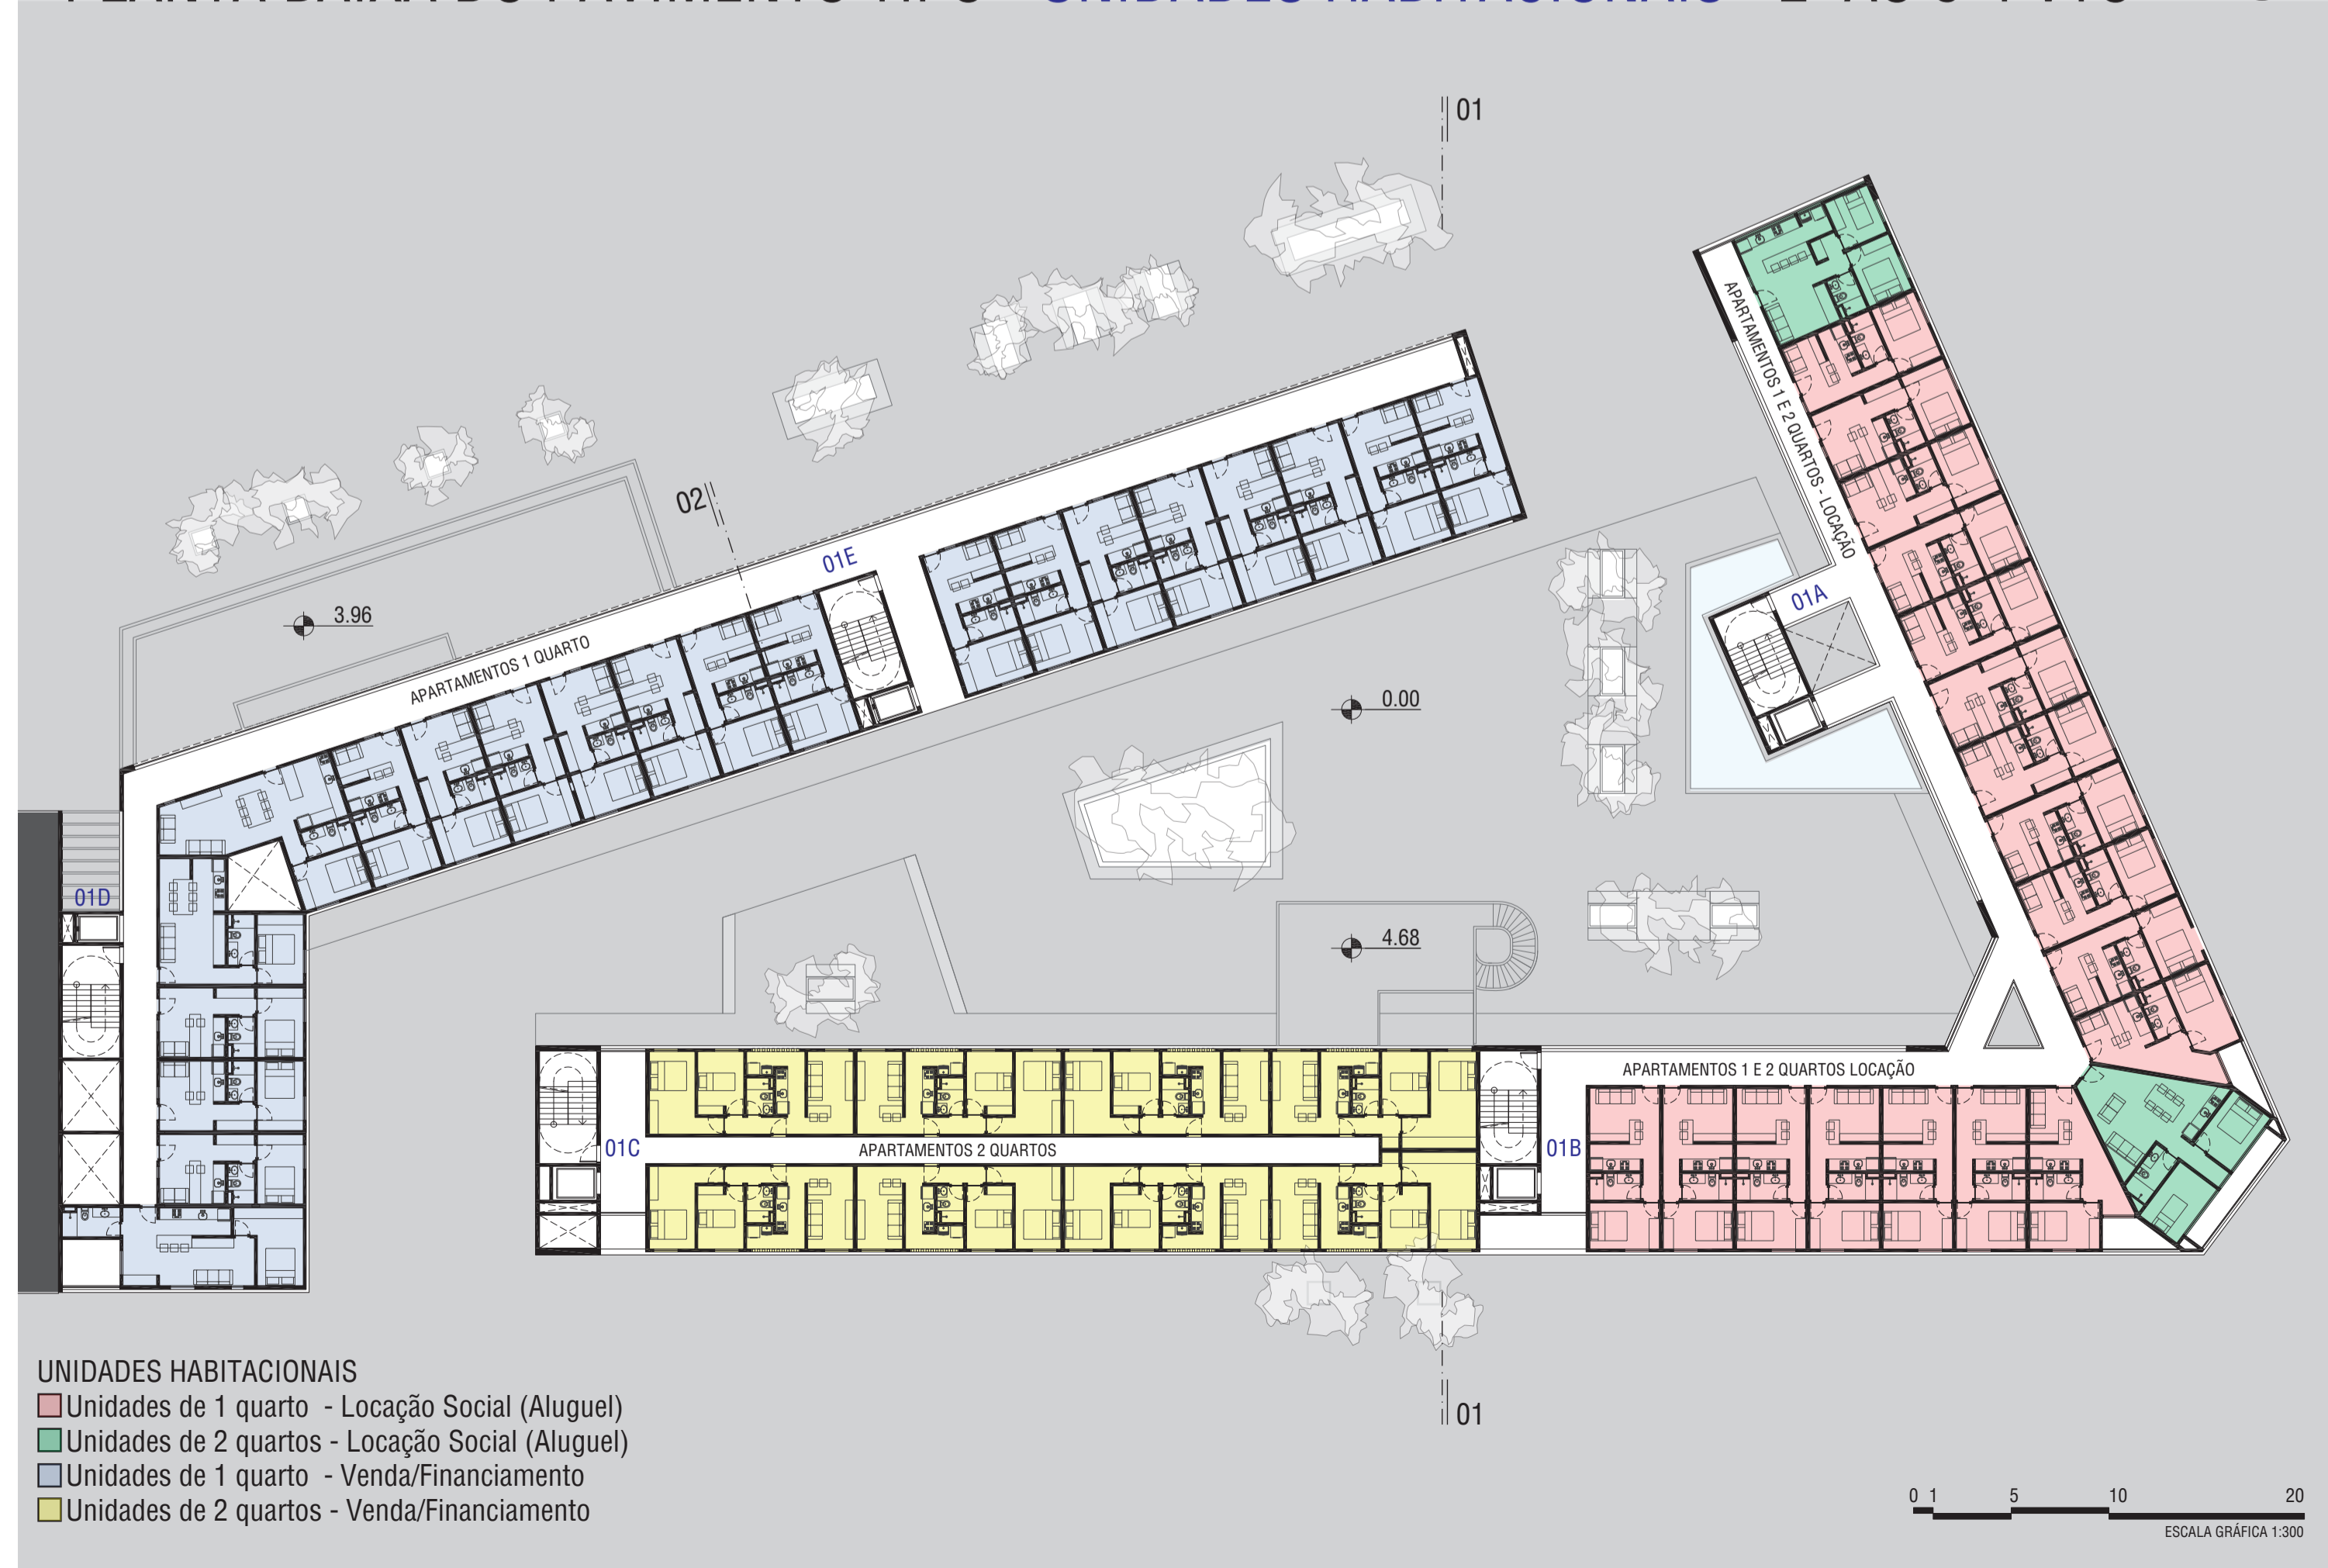 01
APARTAMENTOS 1 E 2 QUARTOS - LOCAÇÃO
02
01E
01A
3.96
APARTAMENTOS 1 QUARTO
0.00
01D
4.68
APARTAMENTOS 1 E 2 QUARTOS LOCAÇÃO
01C
APARTAMENTOS 2 QUARTOS
01B
01
UNIDADES HABITACIONAIS
Unidades de 1 quarto - Locação Social (Aluguel)
Unidades de 2 quartos - Locação Social (Aluguel)
Unidades de 1 quarto - Venda/Financiamento
Unidades de 2 quartos - Venda/Financiamento
0 1 5 10 20
ESCALA GRÁFICA 1:300